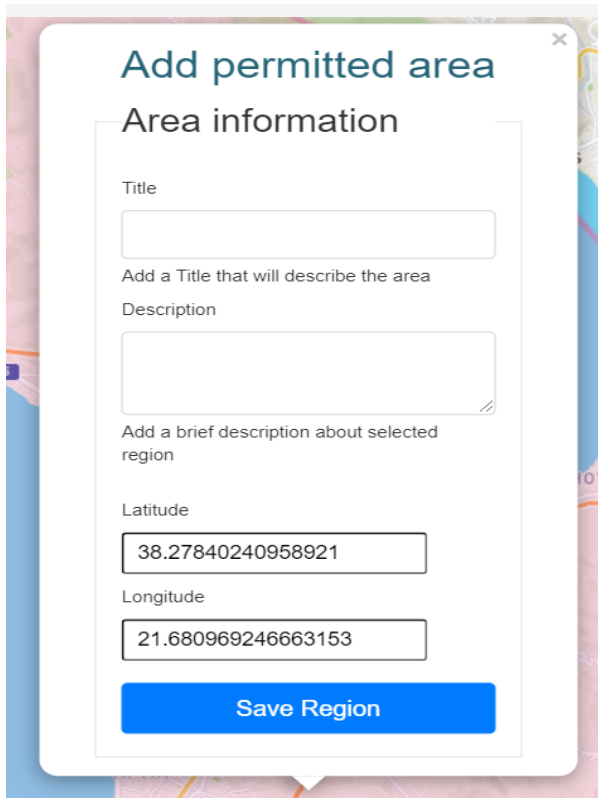 ×
Add permitted area
Area information
Title
Add a Title that will describe the area
Description
Add a brief description about selected
region
Latitude
38.27840240958921
Longitude
21.680969246663153
Save Region